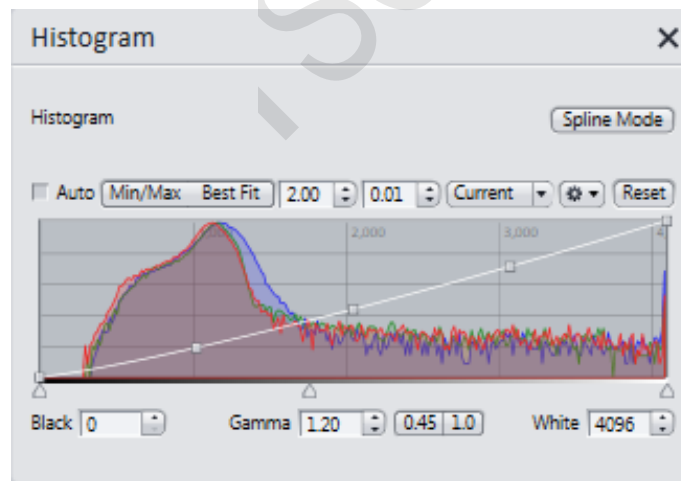 Histogram
Histogram Spline Mode
Auto Min/Max Best Fit 2.00 0.01 Current Reset
2,000 3,000
Black 0 Gamma 1.20 0.45 1.0 White 4096